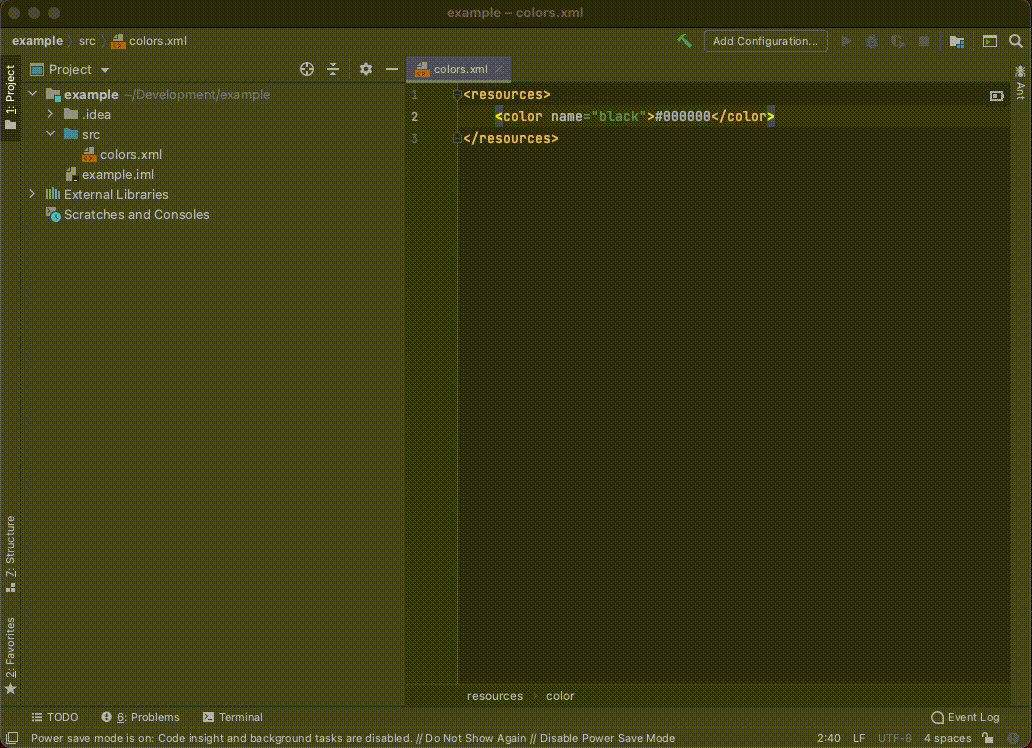 example – colors.xml
example src colors.xml
Add Configuration...
1: Project
Project
colors.xml
Ant
example ~/Development/example
.idea
src
colors.xml
example.iml
External Libraries
Scratches and Consoles
1 <resources>
2 <color name="black">#000000</color>
3 </resources>
7: Structure
2: Favorites
resources › color
TODO
6: Problems
Terminal
Event Log
Power save mode is on: Code insight and background tasks are disabled. // Do Not Show Again // Disable Power Save Mode
2:40 LF UTF-8 4 spaces